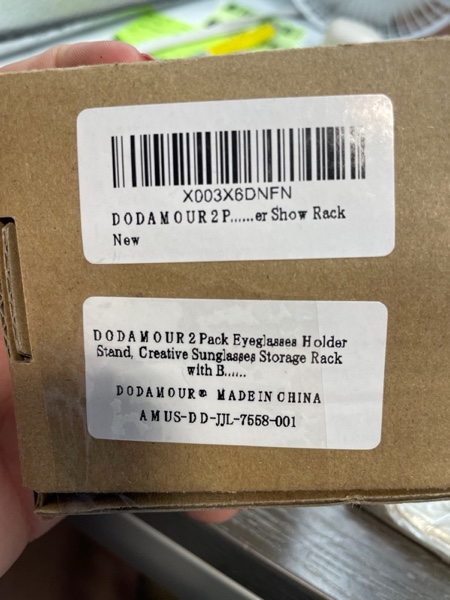 X003X6DNFN
DODAMOUR 2 P......er Show Rack
New
DODAMOUR 2 Pack Eyeglasses Holder
Stand, Creative Sunglasses Storage Rack
with B......
DODAMOUR® MADE IN CHINA
AMUS-DD-JJL-7558-001